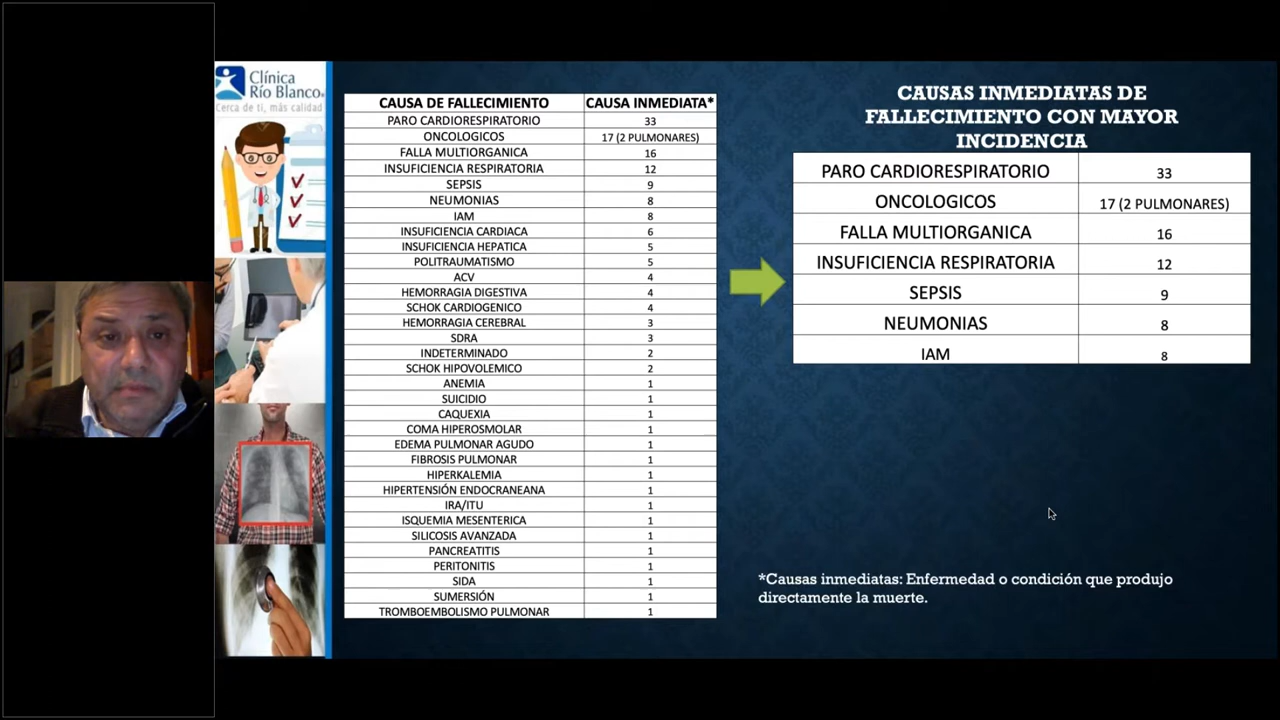 Clínica
Río Blanco
Cerca de ti, más calidad
CAUSA DE FALLECIMIENTO CAUSA INMEDIATA*
PARO CARDIORESPIRATORIO 33
ONCOLOGICOS 17 (2 PULMONARES)
FALLA MULTIORGANICA 16
INSUFICIENCIA RESPIRATORIA 12
SEPSIS 9
NEUMONIAS 8
IAM 8
INSUFICIENCIA CARDIACA 6
INSUFICIENCIA HEPATICA 5
POLITRAUMATISMO 5
ACV 4
HEMORRAGIA DIGESTIVA 4
SCHOK CARDIOGENICO 4
HEMORRAGIA CEREBRAL 3
SDRA 3
INDETERMINADO 2
SCHOK HIPOVOLEMICO 2
ANEMIA 1
SUICIDIO 1
CAQUEXIA 1
COMA HIPEROSMOLAR 1
EDEMA PULMONAR AGUDO 1
FIBROSIS PULMONAR 1
HIPERKALEMIA 1
HIPERTENSIÓN ENDOCRANEANA 1
IRA/ITU 1
ISQUEMIA MESENTERICA 1
SILICOSIS AVANZADA 1
PANCREATITIS 1
PERITONITIS 1
SIDA 1
SUMERSIÓN 1
TROMBOEMBOLISMO PULMONAR 1
CAUSAS INMEDIATAS DE
FALLECIMIENTO CON MAYOR
INCIDENCIA
PARO CARDIORESPIRATORIO 33
ONCOLOGICOS 17 (2 PULMONARES)
FALLA MULTIORGANICA 16
INSUFICIENCIA RESPIRATORIA 12
SEPSIS 9
NEUMONIAS 8
IAM 8
*Causas inmediatas: Enfermedad o condición que produjo
directamente la muerte.